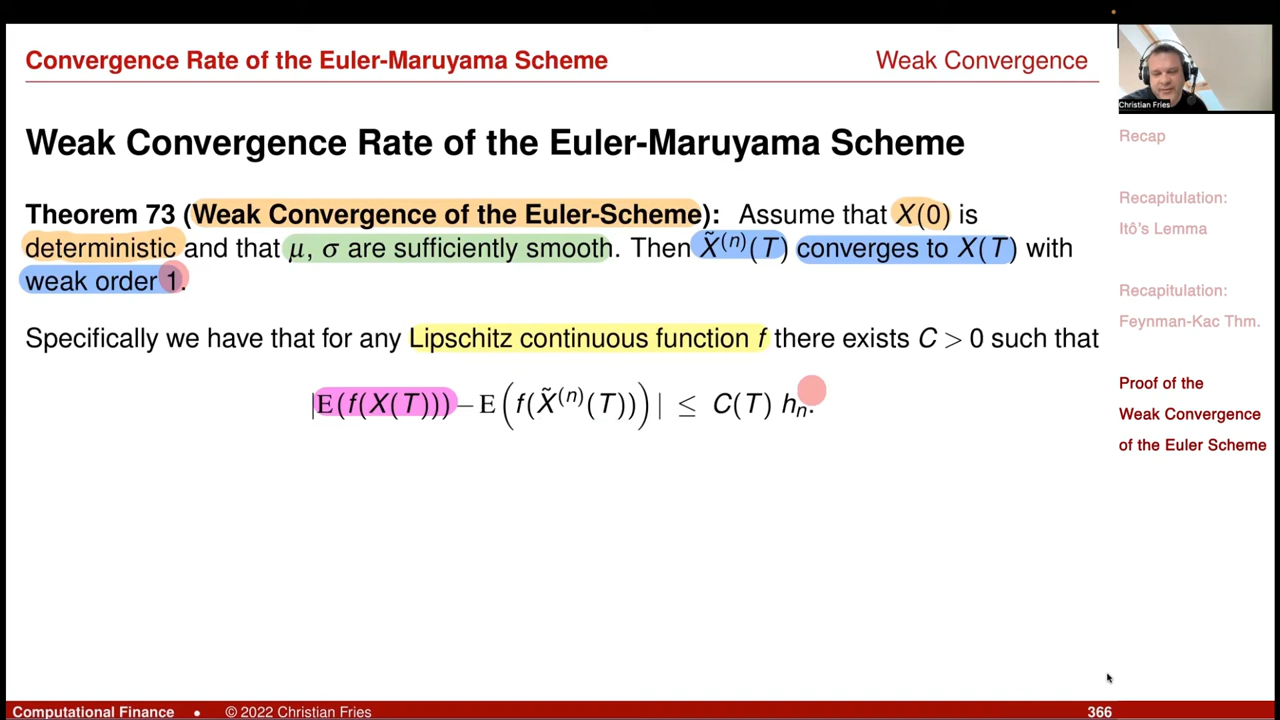 Convergence Rate of the Euler-Maruyama Scheme
Weak Convergence
Christian Fries
Weak Convergence Rate of the Euler-Maruyama Scheme
Theorem 73 (Weak Convergence of the Euler-Scheme): Assume that X(0) is
deterministic and that μ, σ are sufficiently smooth. Then X̃⁽ⁿ⁾(T) converges to X(T) with
weak order 1.
Specifically we have that for any Lipschitz continuous function f there exists C > 0 such that
|E(f(X(T))) − E(f(X̃⁽ⁿ⁾(T)))| ≤ C(T) hₙ.
Recap
Recapitulation:
Itô's Lemma
Recapitulation:
Feynman-Kac Thm.
Proof of the
Weak Convergence
of the Euler Scheme
Computational Finance • © 2022 Christian Fries
366